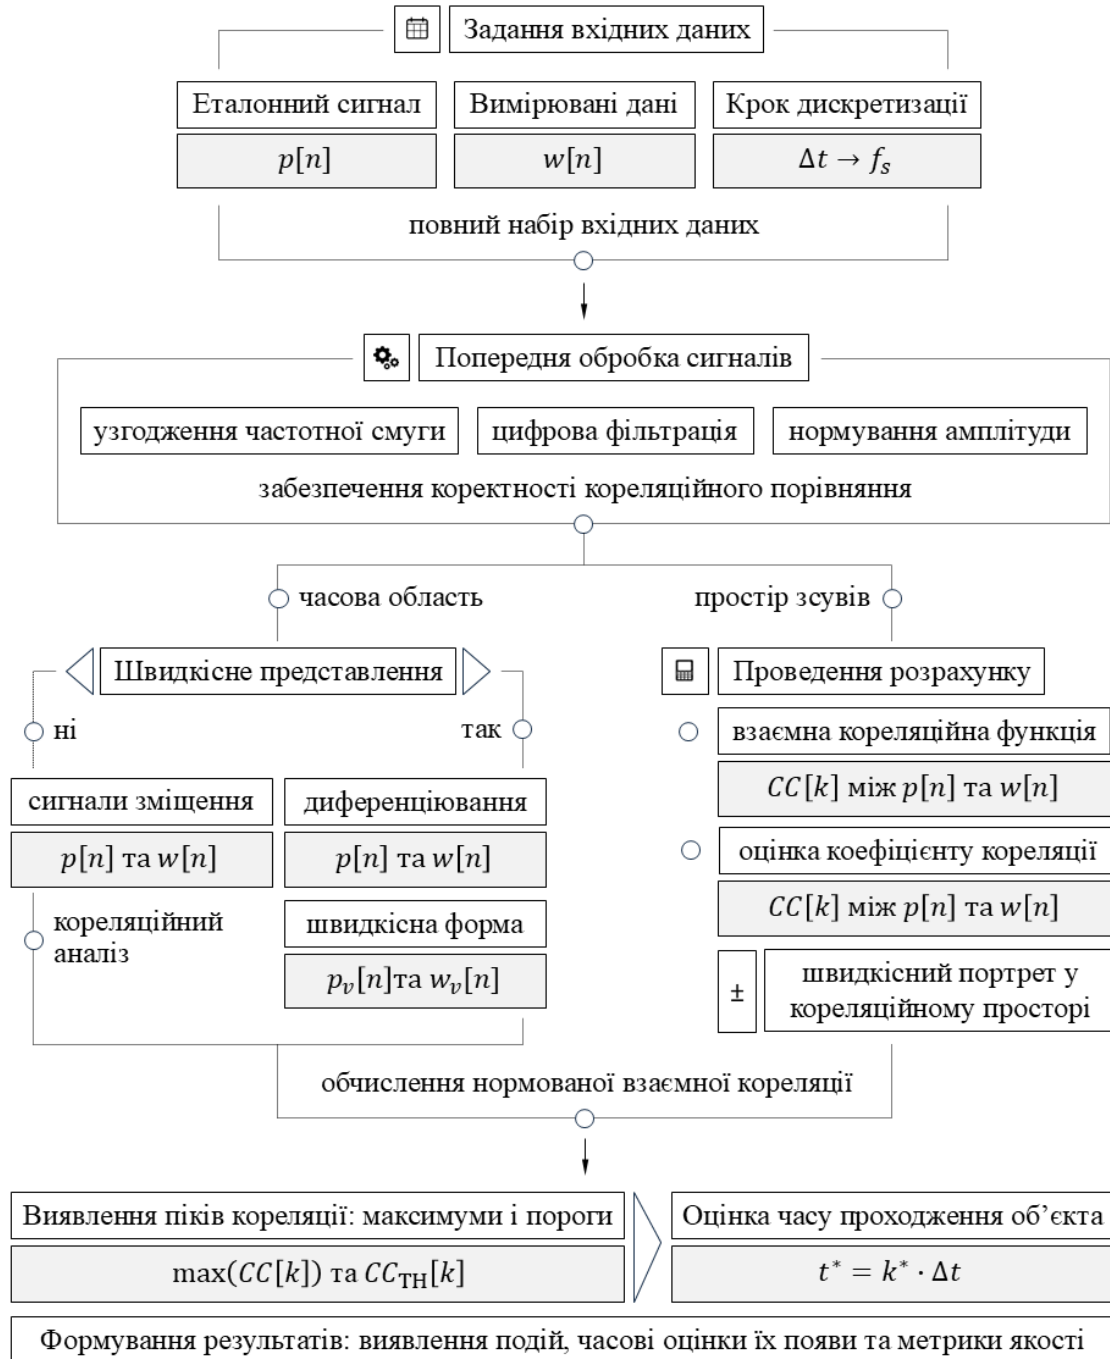 Задання вхідних даних
Еталонний сигнал
Вимірювані дані
Крок дискретизації
p[n]
w[n]
Δt → fₛ
повний набір вхідних даних
Попередня обробка сигналів
узгодження частотної смуги
цифрова фільтрація
нормування амплітуди
забезпечення коректності кореляційного порівняння
часова область
простір зсувів
Швидкісне представлення
ні
так
сигнали зміщення
p[n] та w[n]
диференціювання
p[n] та w[n]
кореляційний
аналіз
швидкісна форма
pᵥ[n]та wᵥ[n]
Проведення розрахунку
взаємна кореляційна функція
CC[k] між p[n] та w[n]
оцінка коефіцієнту кореляції
CC[k] між p[n] та w[n]
±
швидкісний портрет у
кореляційному просторі
обчислення нормованої взаємної кореляції
Виявлення піків кореляції: максимуми і пороги
max(CC[k]) та CC_TH[k]
Оцінка часу проходження об’єкта
t* = k* · Δt
Формування результатів: виявлення подій, часові оцінки їх появи та метрики якості